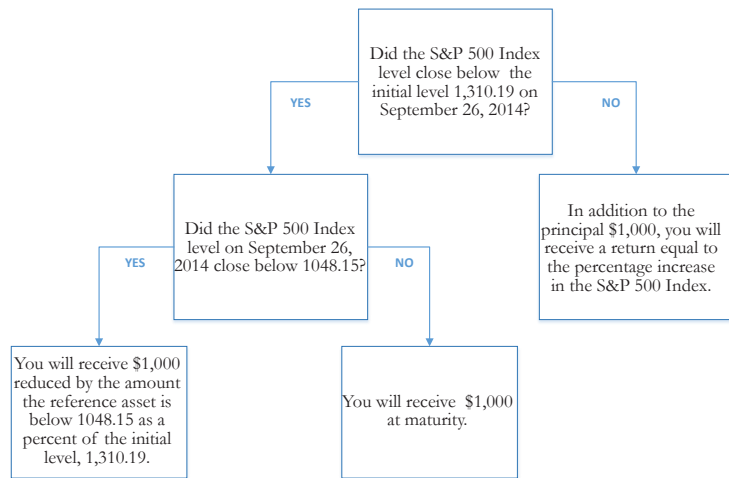 Did the S&P 500 Index
level close below the
initial level 1,310.19 on
September 26, 2014?
YES
NO
Did the S&P 500 Index
level on September 26,
2014 close below 1048.15?
In addition to the
principal $1,000, you will
receive a return equal to
the percentage increase
in the S&P 500 Index.
YES
NO
You will receive $1,000
reduced by the amount
the reference asset is
below 1048.15 as a
percent of the initial
level, 1,310.19.
You will receive $1,000
at maturity.